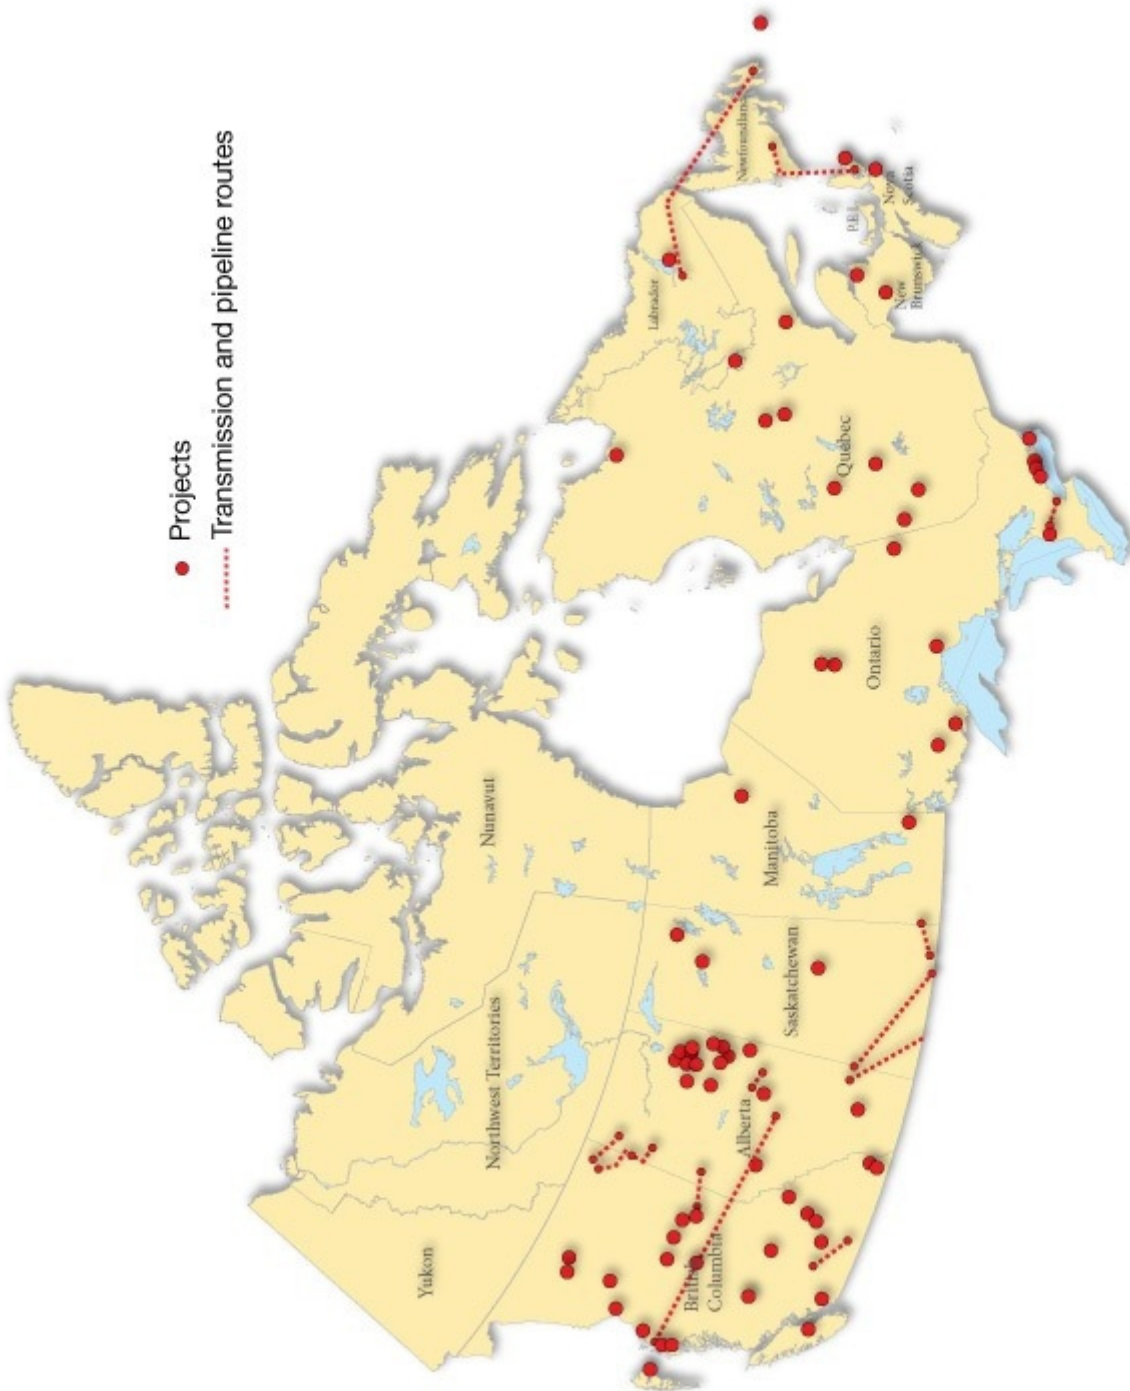 Projects
Transmission and pipeline routes
Yukon
Northwest Territories
Nunavut
British
Columbia
Alberta
Saskatchewan
Manitoba
Ontario
Québec
Labrador
Newfoundland
P.E.I.
New
Brunswick
Nova
Scotia